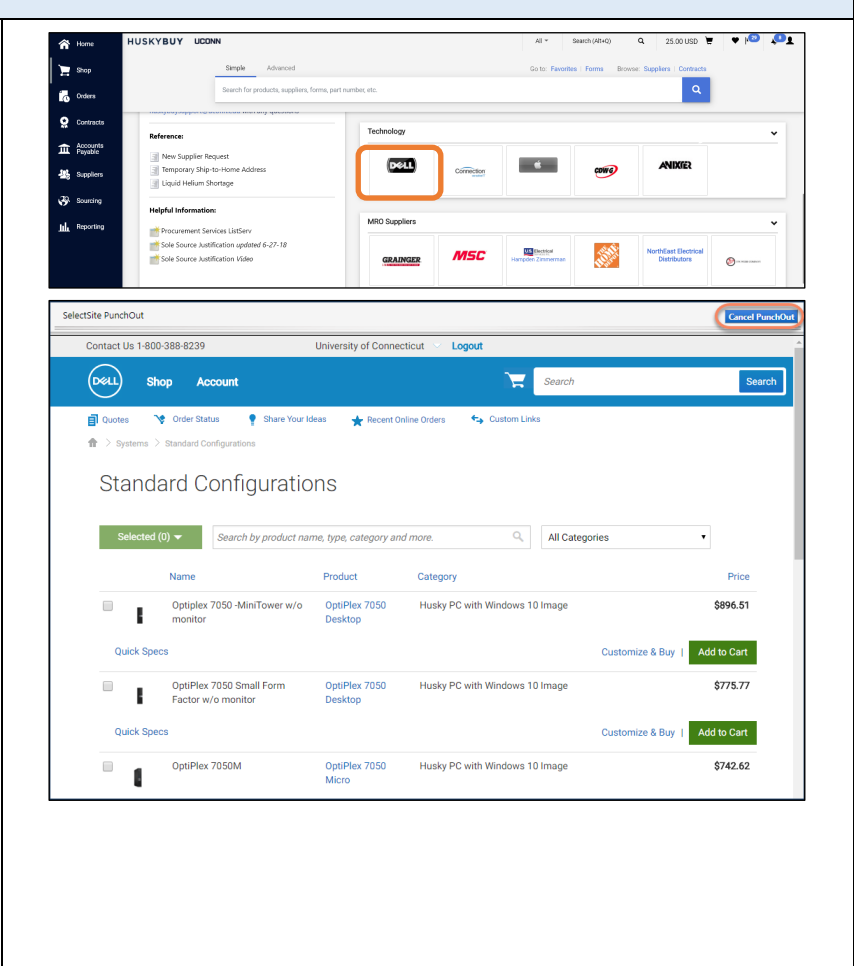 Home
HUSKYBUY UCONN
All
Search (Alt+Q)
25.00 USD
Shop
Simple Advanced
Go to: Favorites | Forms Browse: Suppliers | Contracts
Search for products, suppliers, forms, part number, etc.
Orders
Contracts
Accounts Payable
Suppliers
Sourcing
Reporting
Reference:
New Supplier Request
Temporary Ship-to-Home Address
Liquid Helium Shortage
Helpful Information:
Procurement Services ListServ
Sole Source Justification updated 6-27-18
Sole Source Justification Video
Technology
DELL
Connection
CDW G
ANIXTER
MRO Suppliers
GRAINGER
MSC
Electrical
Hampden Zimmerman
THE HOME DEPOT
NorthEast Electrical
Distributors
SelectSite PunchOut
Cancel PunchOut
Contact Us 1-800-388-8239
University of Connecticut
Logout
DELL
Shop
Account
Search
Search
Quotes
Order Status
Share Your Ideas
Recent Online Orders
Custom Links
> Systems > Standard Configurations
Standard Configurations
Selected (0)
Search by product name, type, category and more.
All Categories
Name Product Category Price
Optiplex 7050 -MiniTower w/o OptiPlex 7050 Husky PC with Windows 10 Image $896.51
monitor Desktop
Quick Specs Customize & Buy | Add to Cart
OptiPlex 7050 Small Form OptiPlex 7050 Husky PC with Windows 10 Image $775.77
Factor w/o monitor Desktop
Quick Specs Customize & Buy | Add to Cart
OptiPlex 7050M OptiPlex 7050 Husky PC with Windows 10 Image $742.62
Micro